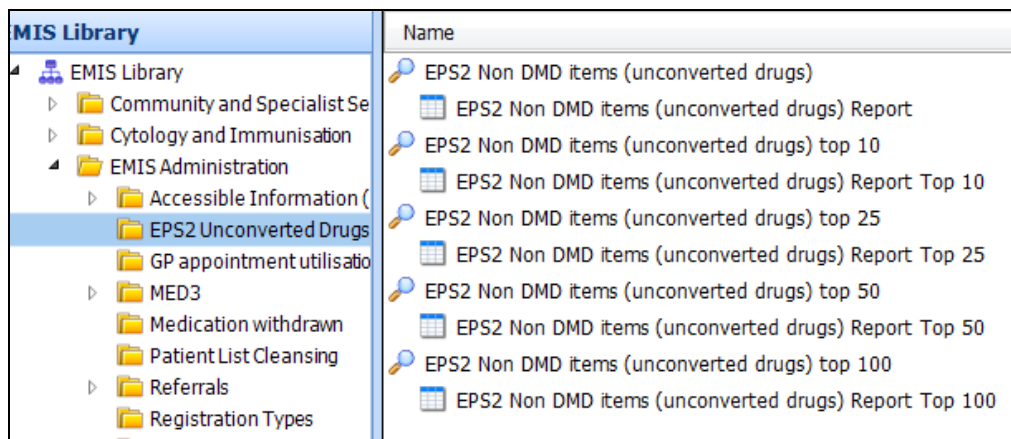 MIS Library
EMIS Library
Community and Specialist Se
Cytology and Immunisation
EMIS Administration
Accessible Information (
EPS2 Unconverted Drugs
GP appointment utilisatio
MED3
Medication withdrawn
Patient List Cleansing
Referrals
Registration Types
Name
EPS2 Non DMD items (unconverted drugs)
EPS2 Non DMD items (unconverted drugs) Report
EPS2 Non DMD items (unconverted drugs) top 10
EPS2 Non DMD items (unconverted drugs) Report Top 10
EPS2 Non DMD items (unconverted drugs) top 25
EPS2 Non DMD items (unconverted drugs) Report Top 25
EPS2 Non DMD items (unconverted drugs) top 50
EPS2 Non DMD items (unconverted drugs) Report Top 50
EPS2 Non DMD items (unconverted drugs) top 100
EPS2 Non DMD items (unconverted drugs) Report Top 100